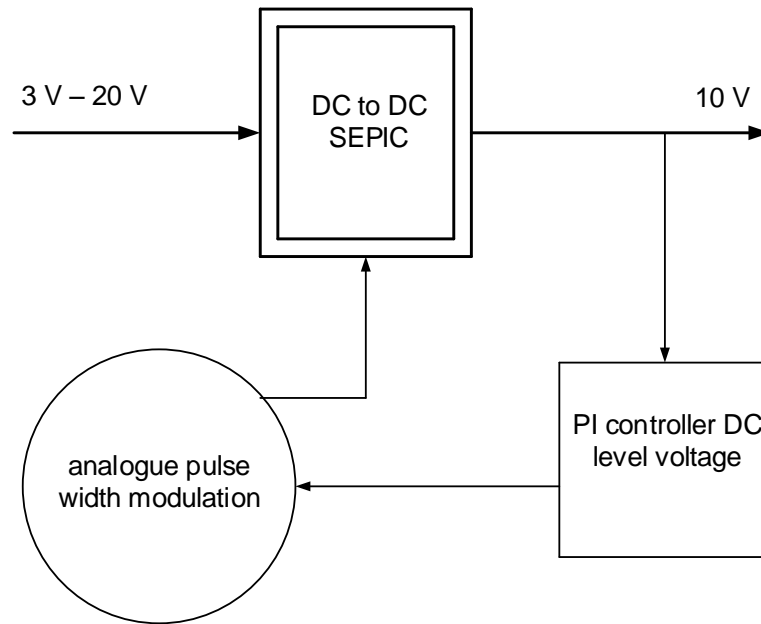 3 V – 20 V
DC to DC
SEPIC
10 V
PI controller DC
level voltage
analogue pulse
width modulation